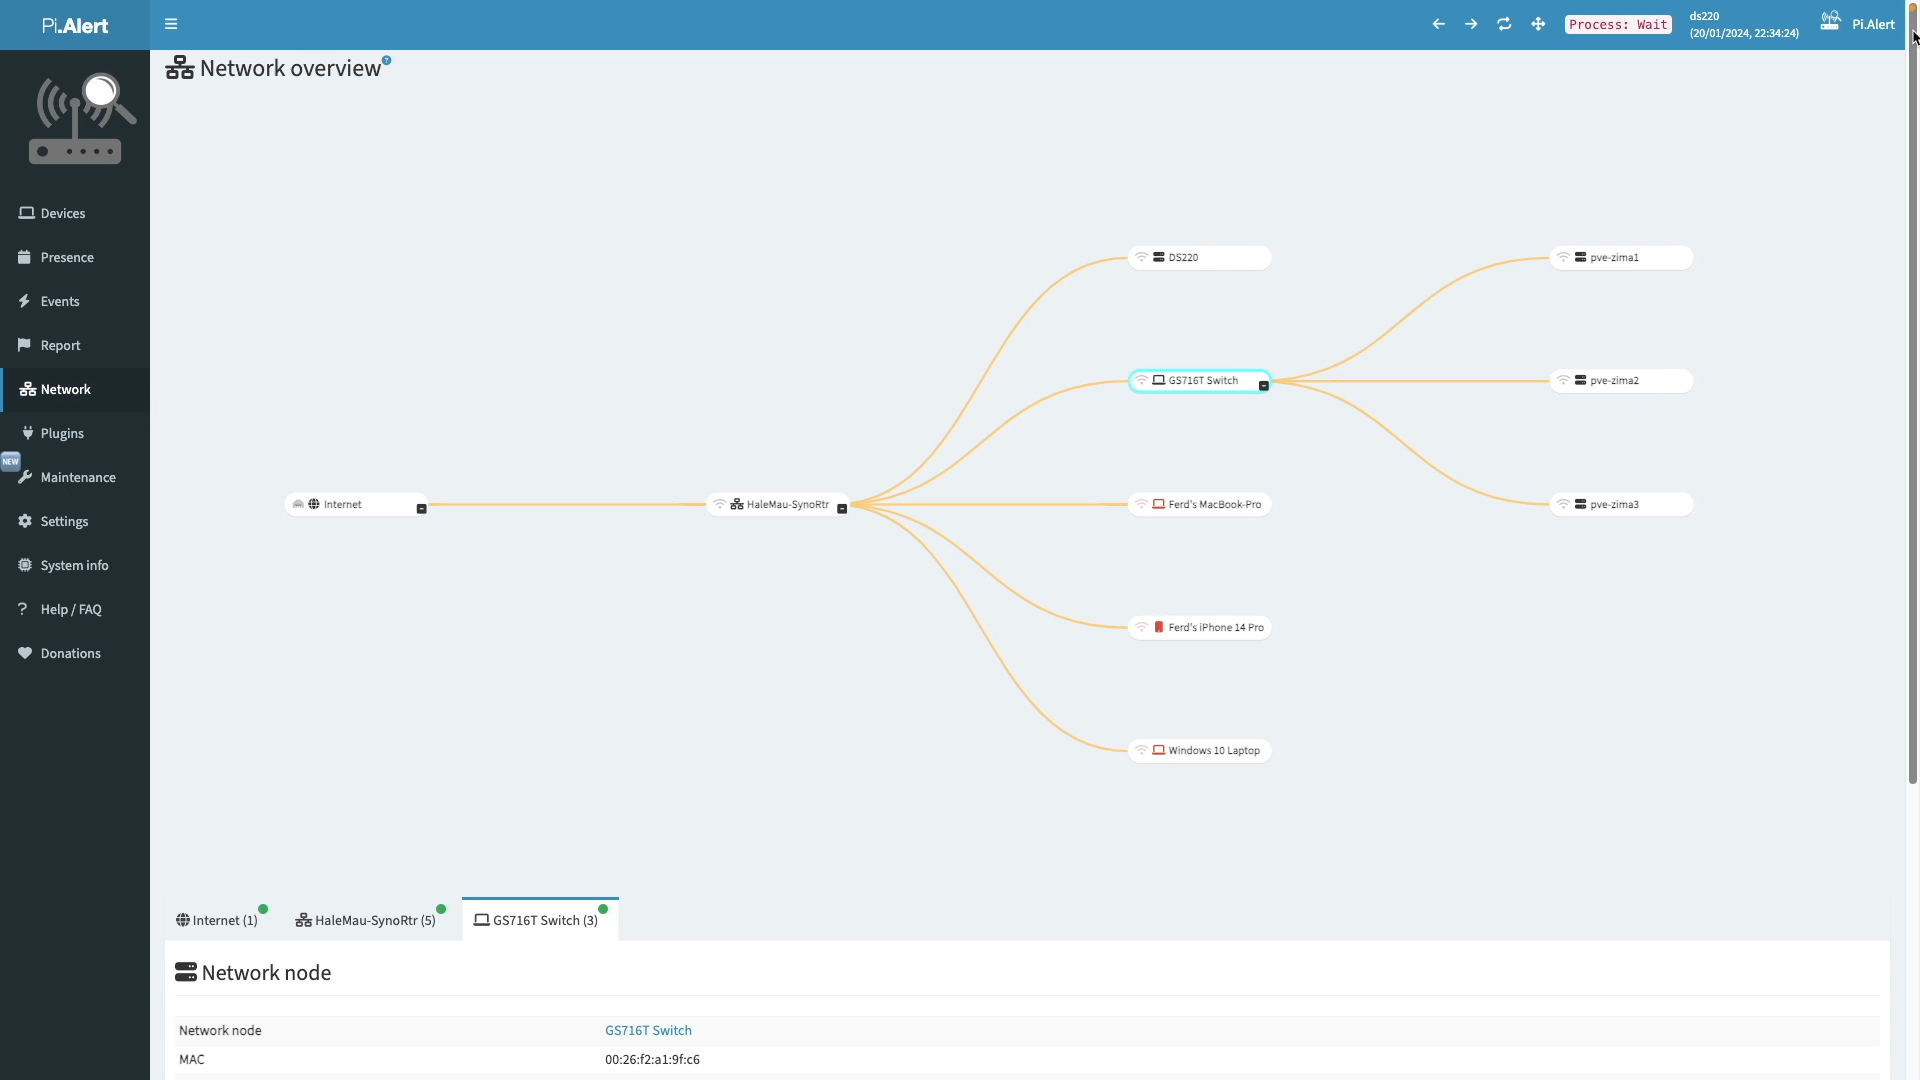 Pi.Alert
Process: Wait
ds220
(20/01/2024, 22:34:24)
Pi.Alert
Network overview
?
Devices
Presence
Events
Report
Network
Plugins
NEW
Maintenance
Settings
System info
Help / FAQ
Donations
DS220
pve-zima1
GS716T Switch
pve-zima2
Internet
HaleMau-SynoRtr
Ferd's MacBook-Pro
pve-zima3
Ferd's iPhone 14 Pro
Windows 10 Laptop
Internet (1)
HaleMau-SynoRtr (5)
GS716T Switch (3)
Network node
Network node
GS716T Switch
MAC
00:26:f2:a1:9f:c6